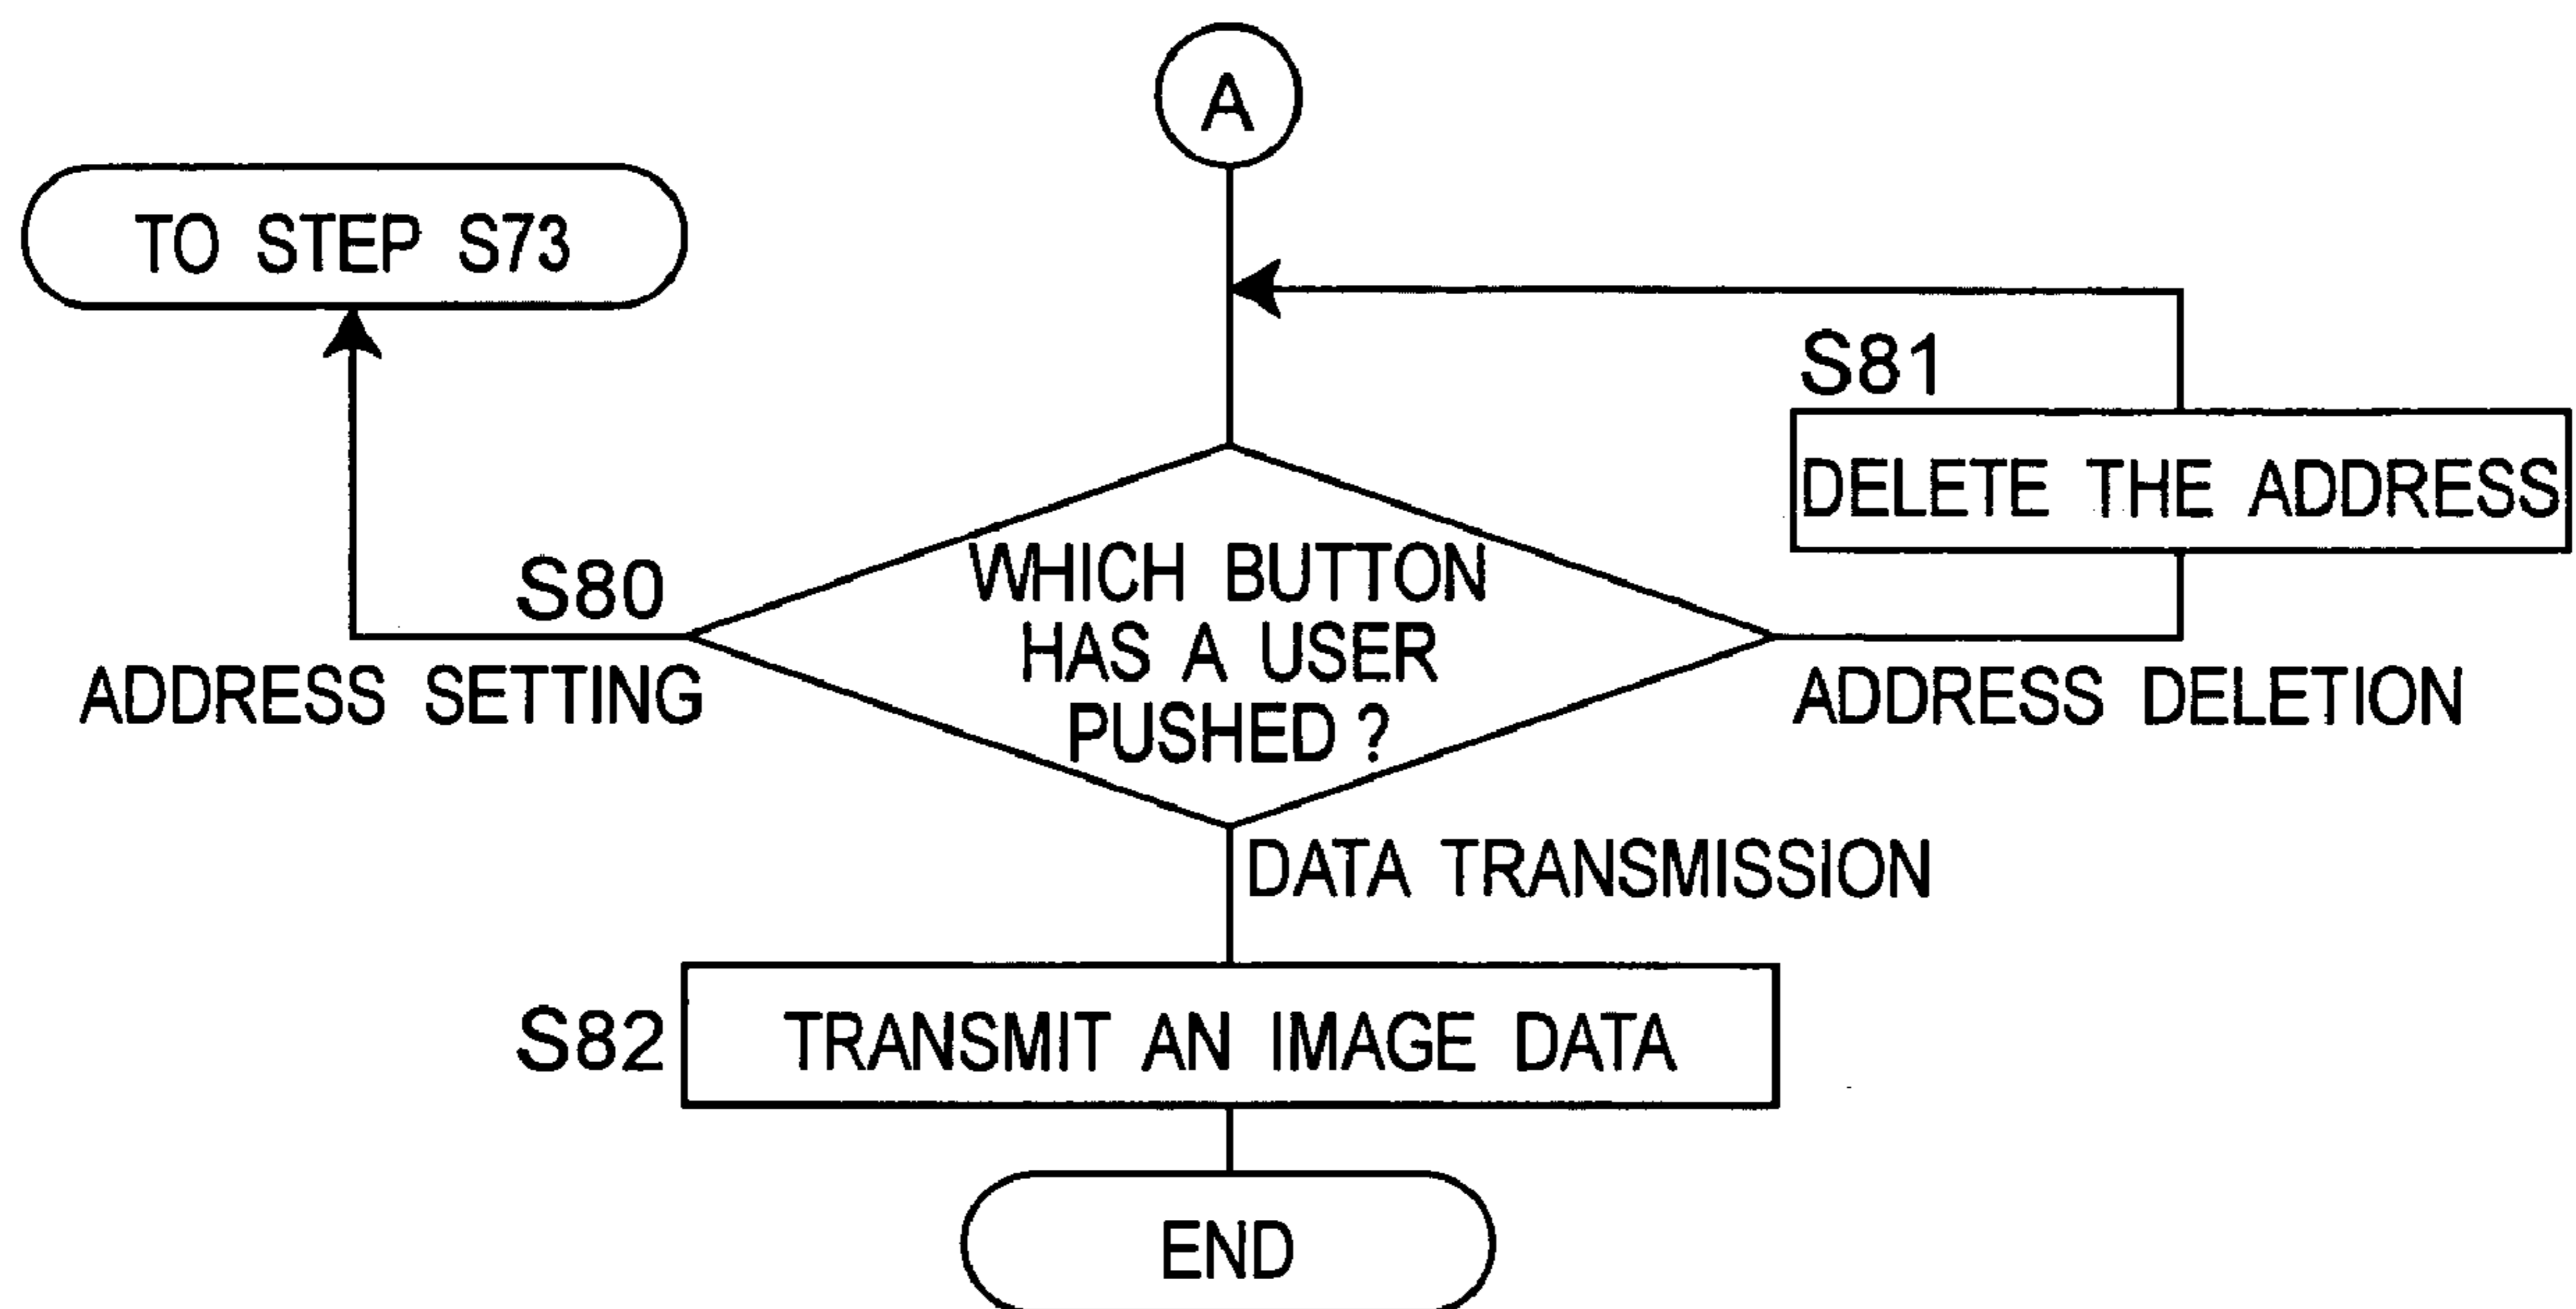 A
TO STEP S73
S81
DELETE THE ADDRESS
S80
WHICH BUTTON
HAS A USER
PUSHED ?
ADDRESS SETTING
ADDRESS DELETION
DATA TRANSMISSION
S82
TRANSMIT AN IMAGE DATA
END